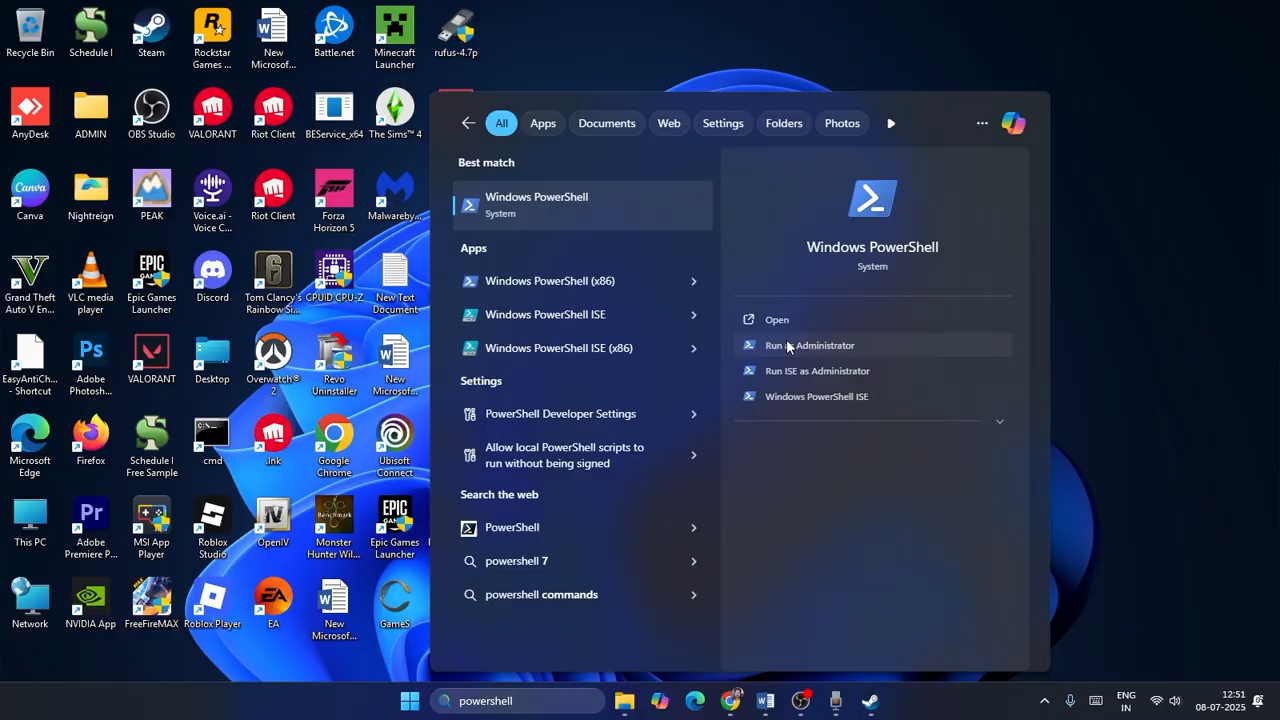 Recycle Bin
Schedule I
Steam
Rockstar
Games ...
New
Microsof...
Battle.net
Minecraft
Launcher
rufus-4.7p
AnyDesk
ADMIN
OBS Studio
VALORANT
Riot Client
BEService_x64
The Sims™ 4
Canva
Nightreign
PEAK
Voice.ai -
Voice C...
Riot Client
Forza
Horizon 5
Malwareby...
Grand Theft
Auto V En...
VLC media
player
Epic Games
Launcher
Discord
Tom Clancy's
Rainbow Si...
CPUID CPU-Z
New Text
Document
EasyAntiCh...
- Shortcut
Adobe
Photosh...
VALORANT
Desktop
Overwatch®
2
Revo
Uninstaller
New
Microsof...
Microsoft
Edge
Firefox
Schedule I
Free Sample
cmd
.lnk
Google
Chrome
Ubisoft
Connect
This PC
Adobe
Premiere P...
MSI App
Player
Roblox
Studio
OpenIV
Monster
Hunter Wil...
Epic Games
Launcher
Network
NVIDIA App
FreeFireMAX
Roblox Player
EA
New
Microsof...
GameS
All
Apps
Documents
Web
Settings
Folders
Photos
Best match
Windows PowerShell
System
Apps
Windows PowerShell (x86)
Windows PowerShell ISE
Windows PowerShell ISE (x86)
Settings
PowerShell Developer Settings
Allow local PowerShell scripts to
run without being signed
Search the web
PowerShell
powershell 7
powershell commands
Windows PowerShell
System
Open
Run as Administrator
Run ISE as Administrator
Windows PowerShell ISE
powershell
ENG
IN
12:51
08-07-2025